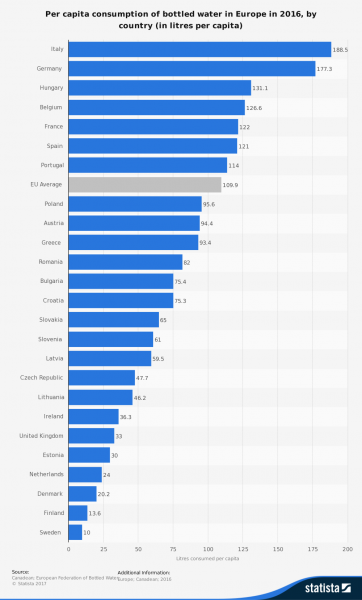 Per capita consumption of bottled water in Europe in 2016, by
country (in litres per capita)
Italy 188.5
Germany 177.3
Hungary 131.1
Belgium 126.6
France 122
Spain 121
Portugal 114
EU Average 109.9
Poland 95.6
Austria 94.4
Greece 93.4
Romania 82
Bulgaria 75.4
Croatia 75.3
Slovakia 65
Slovenia 61
Latvia 59.5
Czech Republic 47.7
Lithuania 46.2
Ireland 36.3
United Kingdom 33
Estonia 30
Netherlands 24
Denmark 20.2
Finland 13.6
Sweden 10
0 25 50 75 100 125 150 175 200
Litres consumed per capita
Source:
Canadean; European Federation of Bottled Water
© Statista 2017
Additional Information:
Europe; Canadean; 2016
statista